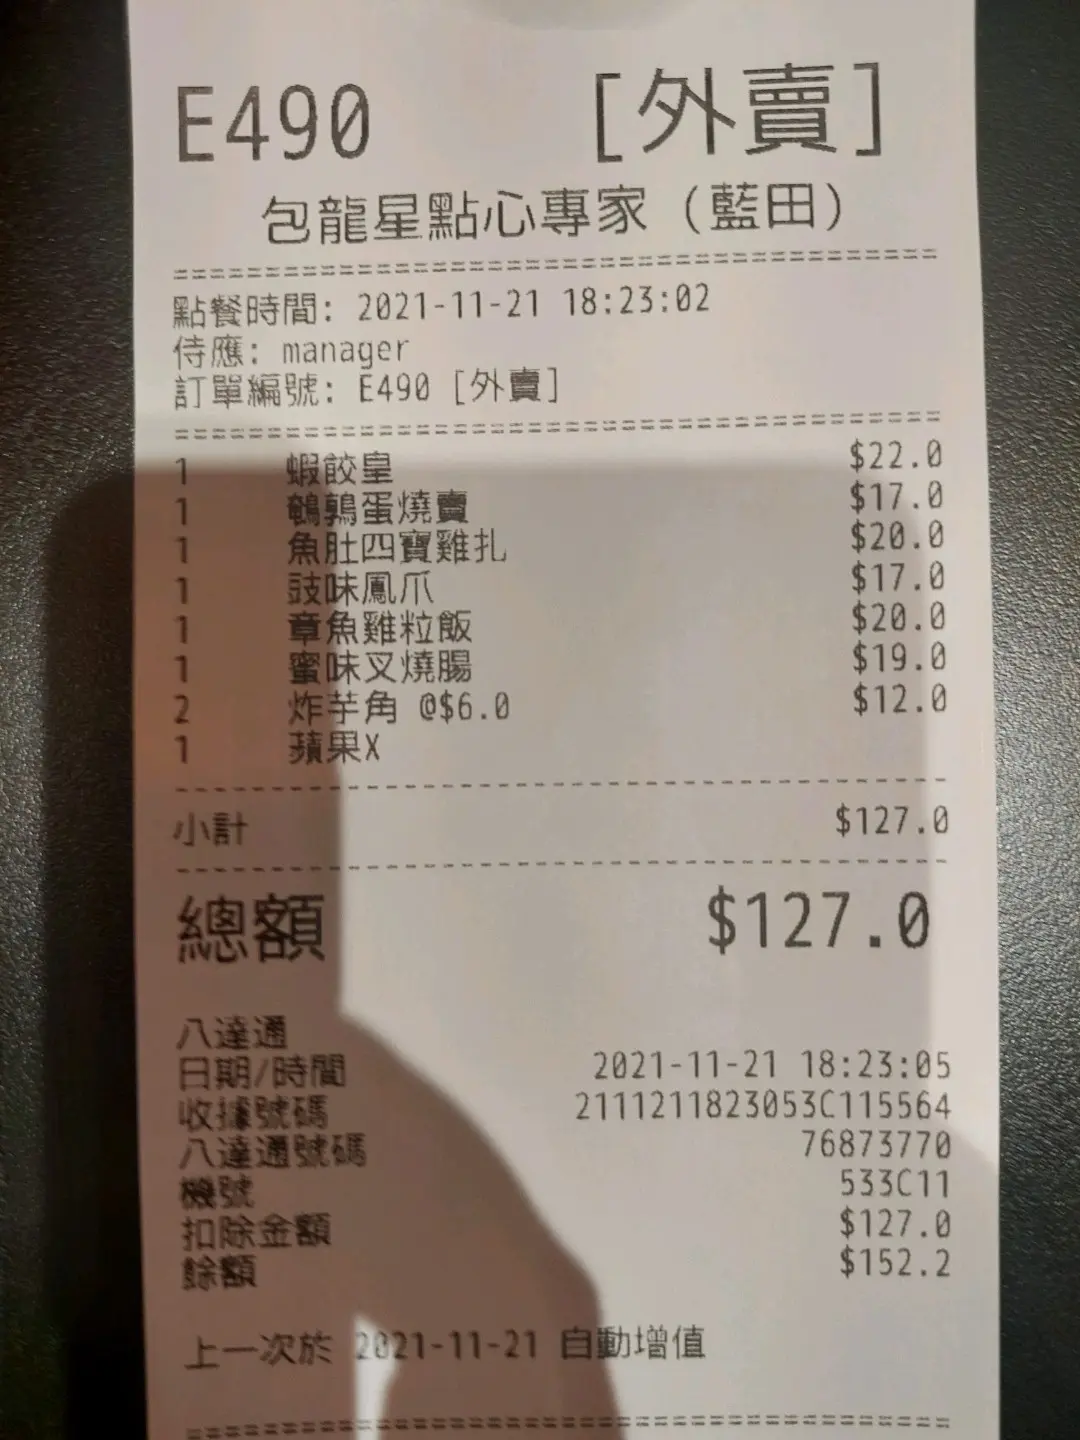 E490 [外賣]
包龍星點心專家 (藍田)
================================
點餐時間: 2021-11-21 18:23:02
侍應: manager
訂單編號: E490 [外賣]
================================
1 蝦餃皇 $22.0
1 鵪鶉蛋燒賣 $17.0
1 魚肚四寶雞扎 $20.0
1 豉味鳳爪 $17.0
1 章魚雞粒飯 $20.0
1 蜜味叉燒腸 $19.0
2 炸芋角 @$6.0 $12.0
1 蘋果X
--------------------------------
小計 $127.0
--------------------------------
總額 $127.0
八達通
日期/時間 2021-11-21 18:23:05
收據號碼 2111211823053C115564
八達通號碼 76873770
機號 533C11
扣除金額 $127.0
餘額 $152.2
上一次於 2021-11-21 自動增值
================================